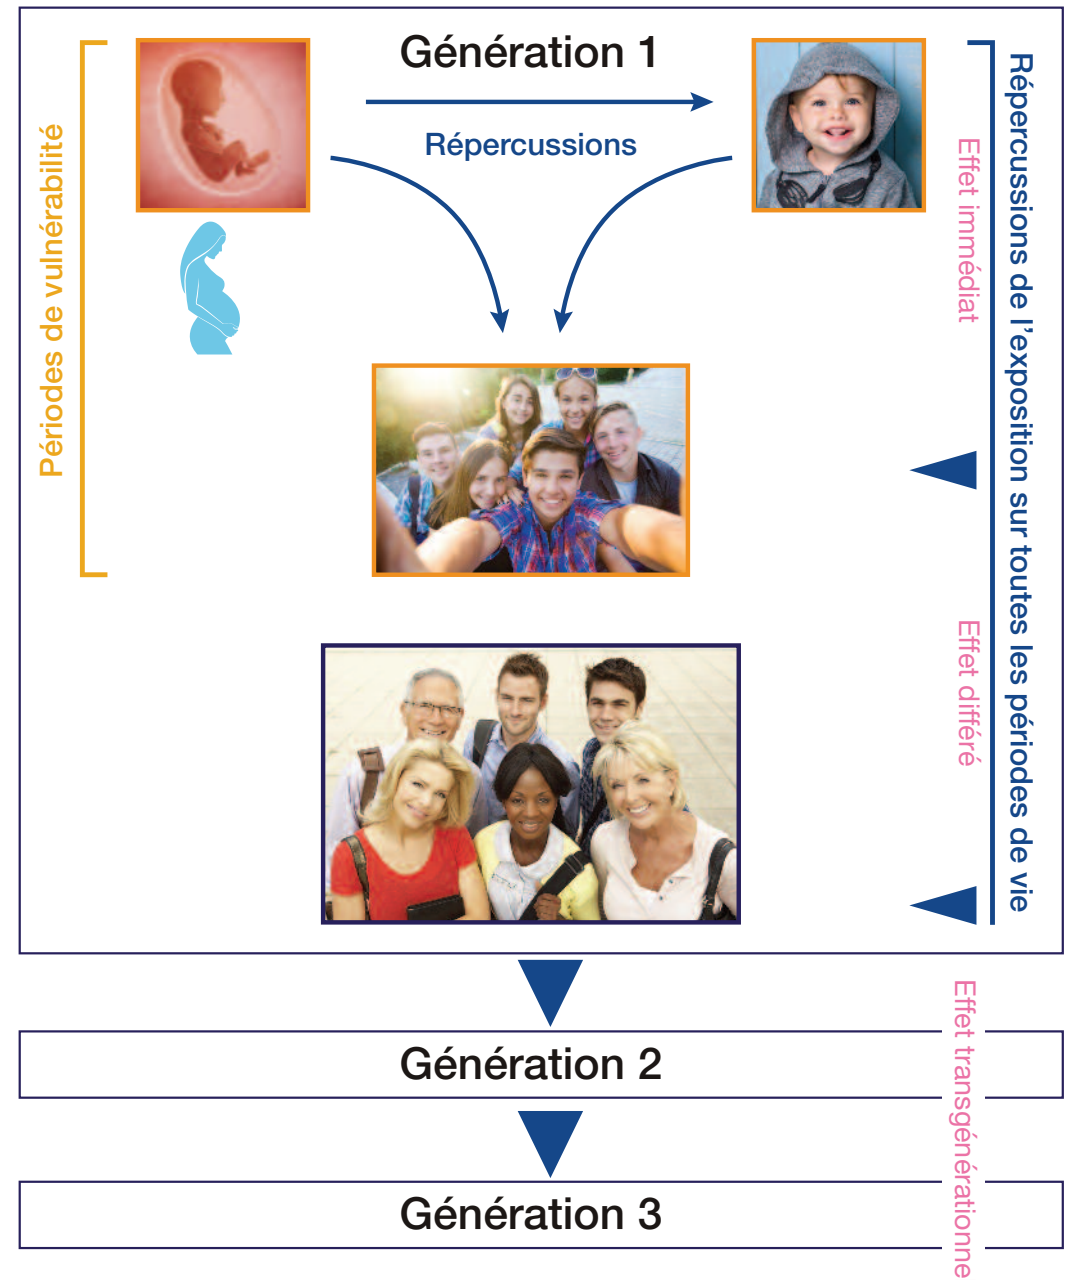 Génération 1
Répercussions
Périodes de vulnérabilité
Effet immédiat
Répercussions de l'exposition sur toutes les périodes de vie
Effet différé
Génération 2
Effet transgénérationne
Génération 3